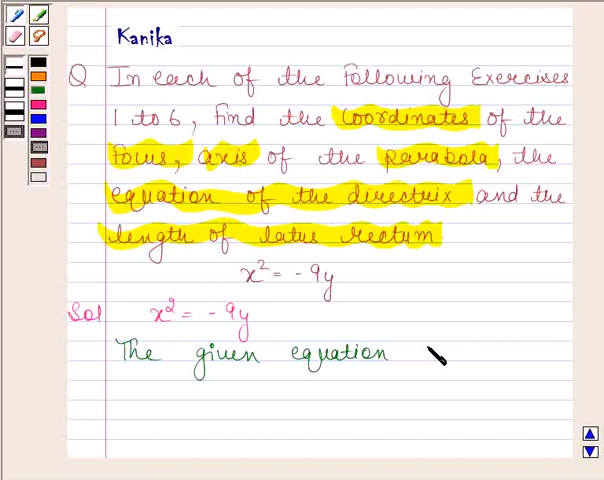 Kanika
Q In each of the Following Exercises
1 to 6, Find the coordinates of the
focus, axis of the parabola, the
equation of the directrix and the
length of latus rectum
x² = -9y
Sol x² = -9y
The given equation